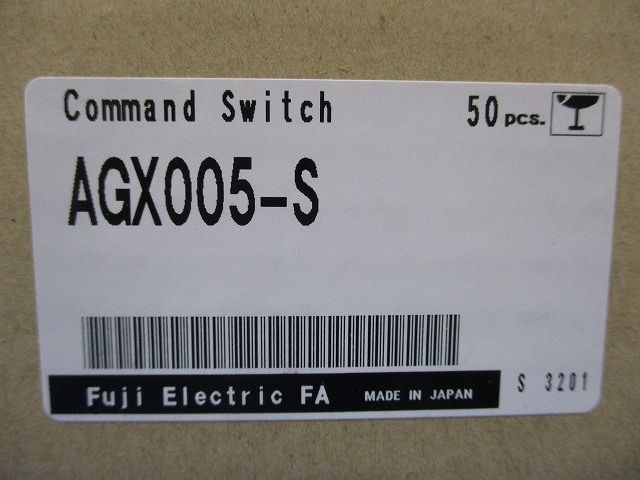 Command Switch 50 pcs.
AGX005-S
Fuji Electric FA MADE IN JAPAN S 3201